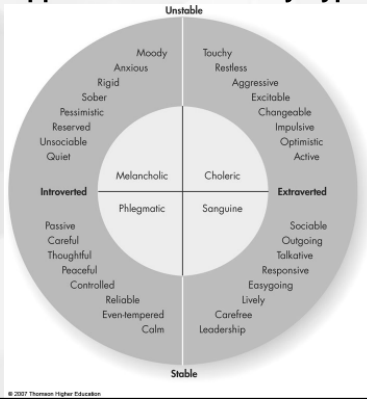 Unstable
Moody
Anxious
Rigid
Sober
Pessimistic
Reserved
Unsociable
Quiet
Touchy
Restless
Aggressive
Excitable
Changeable
Impulsive
Optimistic
Active
Melancholic
Choleric
Introverted
Extraverted
Phlegmatic
Sanguine
Passive
Careful
Thoughtful
Peaceful
Controlled
Reliable
Even-tempered
Calm
Sociable
Outgoing
Talkative
Responsive
Easygoing
Lively
Carefree
Leadership
Stable
© 2007 Thomson Higher Education